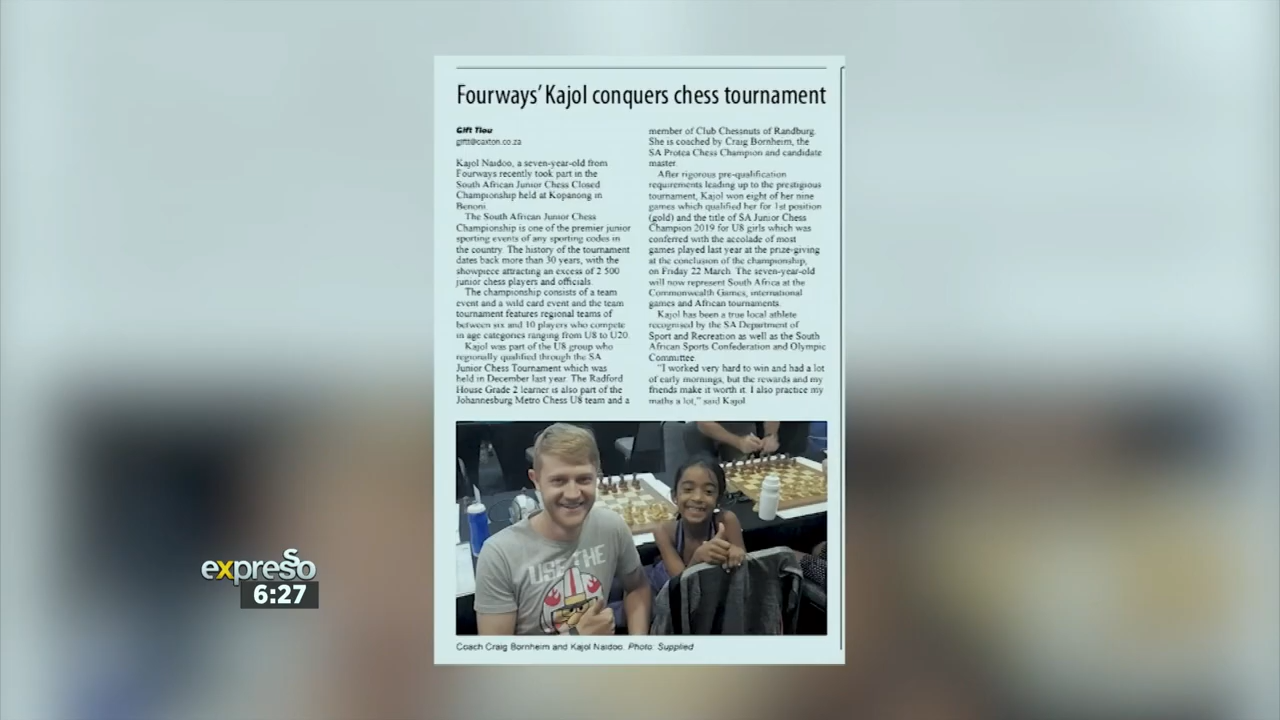 Fourways' Kajol conquers chess tournament
Gift Tlou
giftt@caxton.co.za
Kajol Naidoo, a seven-year-old from
Fourways recently took part in the
South African Junior Chess Closed
Championship held at Kopanong in
Benoni.
The South African Junior Chess
Championship is one of the premier junior
sporting events of any sporting codes in
the country. The history of the tournament
dates back more than 30 years, with the
showpiece attracting an excess of 2 500
junior chess players and officials.
The championship consists of a team
event and a wild card event and the team
tournament features regional teams of
between six and 10 players who compete
in age categories ranging from U8 to U20.
Kajol was part of the U8 group who
regionally qualified through the SA
Junior Chess Tournament which was
held in December last year. The Radford
House Grade 2 learner is also part of the
Johannesburg Metro Chess U8 team and a
member of Club Chessnuts of Randburg.
She is coached by Craig Bornheim, the
SA Protea Chess Champion and candidate
master.
After rigorous pre-qualification
requirements leading up to the prestigious
tournament, Kajol won eight of her nine
games which qualified her for 1st position
(gold) and the title of SA Junior Chess
Champion 2019 for U8 girls which was
conferred with the accolade of most
games played last year at the prize-giving
at the conclusion of the championship,
on Friday 22 March. The seven-year-old
will now represent South Africa at the
Commonwealth Games, international
games and African tournaments.
Kajol has been a true local athlete
recognised by the SA Department of
Sport and Recreation as well as the South
African Sports Confederation and Olympic
Committee.
"I worked very hard to win and had a lot
of early mornings, but the rewards and my
friends make it worth it. I also practice my
maths a lot," said Kajol
USE THE
Coach Craig Bornheim and Kajol Naidoo. Photo: Supplied
expresso
6:27